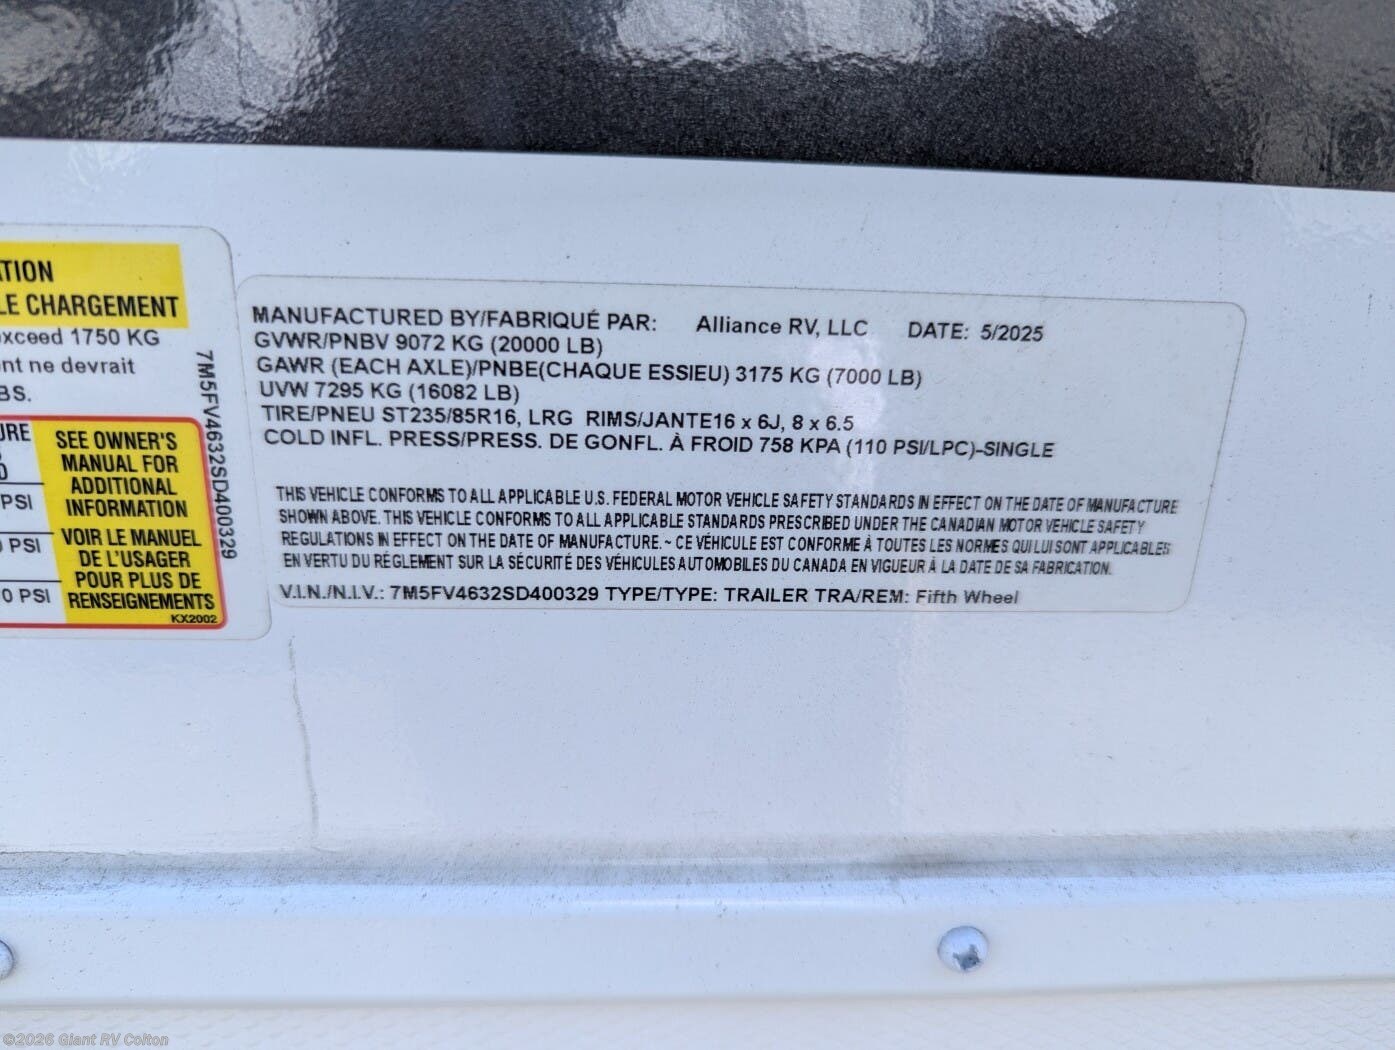 TION
LE CHARGEMENT
exceed 1750 KG
nt ne devrait
BS.
URE
D
PSI
0 PSI
0 PSI
SEE OWNER'S
MANUAL FOR
ADDITIONAL
INFORMATION
VOIR LE MANUEL
DE L'USAGER
POUR PLUS DE
RENSEIGNEMENTS
KX2002
7M5FV4632SD400329
MANUFACTURED BY/FABRIQUÉ PAR: Alliance RV, LLC DATE: 5/2025
GVWR/PNBV 9072 KG (20000 LB)
GAWR (EACH AXLE)/PNBE(CHAQUE ESSIEU) 3175 KG (7000 LB)
UVW 7295 KG (16082 LB)
TIRE/PNEU ST235/85R16, LRG RIMS/JANTE16 x 6J, 8 x 6.5
COLD INFL. PRESS/PRESS. DE GONFL. À FROID 758 KPA (110 PSI/LPC)-SINGLE
THIS VEHICLE CONFORMS TO ALL APPLICABLE U.S. FEDERAL MOTOR VEHICLE SAFETY STANDARDS IN EFFECT ON THE DATE OF MANUFACTURE
SHOWN ABOVE. THIS VEHICLE CONFORMS TO ALL APPLICABLE STANDARDS PRESCRIBED UNDER THE CANADIAN MOTOR VEHICLE SAFETY
REGULATIONS IN EFFECT ON THE DATE OF MANUFACTURE. ~ CE VÉHICULE EST CONFORME À TOUTES LES NORMES QUI LUI SONT APPLICABLES
EN VERTU DU RÉGLEMENT SUR LA SÉCURITÉ DES VÉHICULES AUTOMOBILES DU CANADA EN VIGUEUR À LA DATE DE SA FABRICATION.
V.I.N./N.I.V.: 7M5FV4632SD400329 TYPE/TYPE: TRAILER TRA/REM: Fifth Wheel
©2026 Giant RV Colton